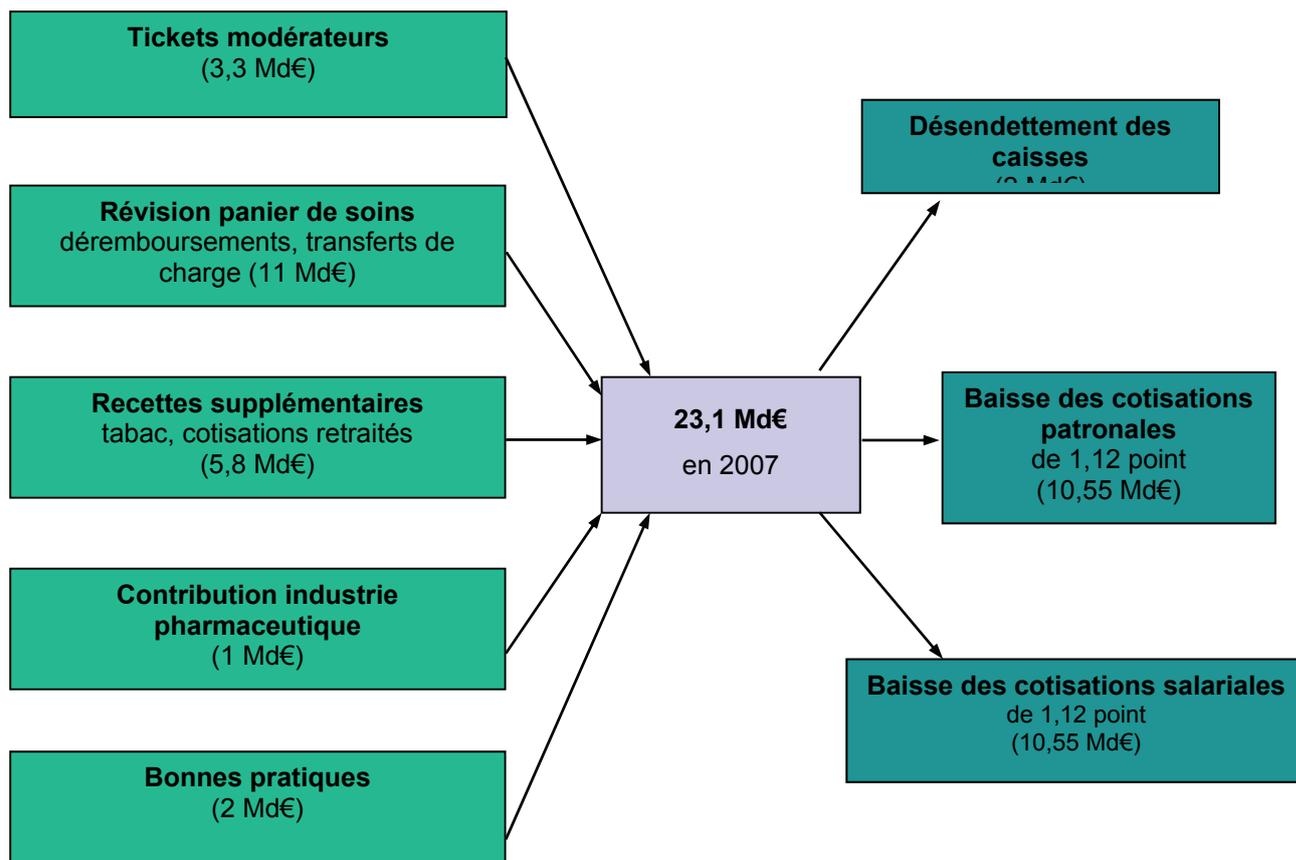 Tickets modérateurs
(3,3 Md€)
Révision panier de soins
déremboursements, transferts de
charge (11 Md€)
Recettes supplémentaires
tabac, cotisations retraités
(5,8 Md€)
Contribution industrie
pharmaceutique
(1 Md€)
Bonnes pratiques
(2 Md€)
23,1 Md€
en 2007
Désendettement des
caisses
Baisse des cotisations
patronales
de 1,12 point
(10,55 Md€)
Baisse des cotisations salariales
de 1,12 point
(10,55 Md€)